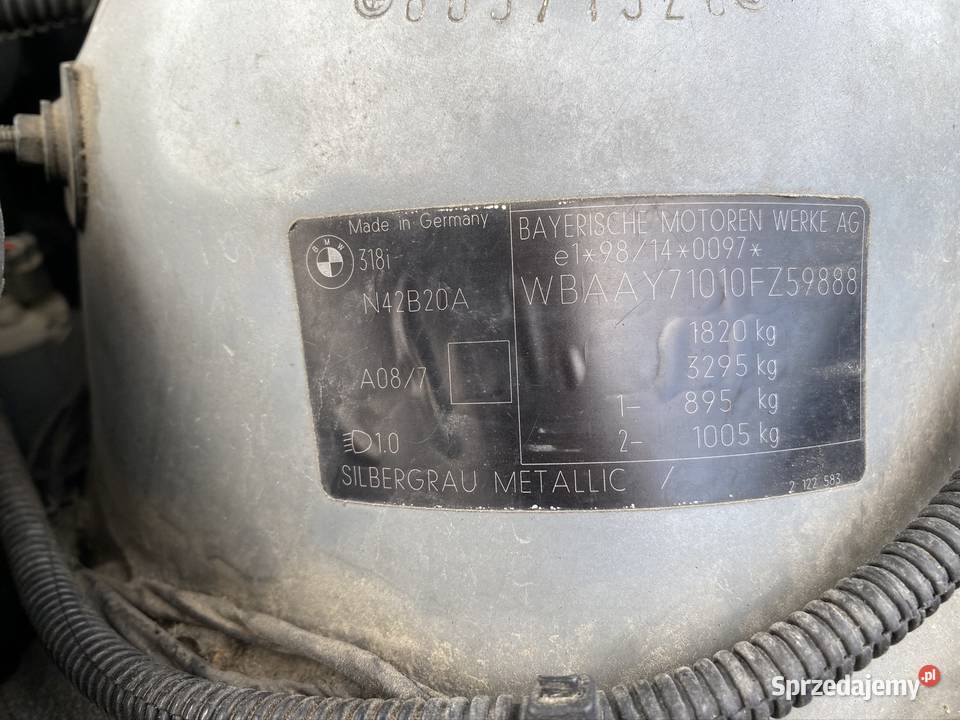 Made in Germany
BMW
318i
N42B20A
A08/7
1.0
SILBERGRAU METALLIC /
BAYERISCHE MOTOREN WERKE AG
e1*98/14*0097*
WBAAY71010FZ59888
1820 kg
3295 kg
1- 895 kg
2- 1005 kg
2 122 583
Sprzedajemy.pl